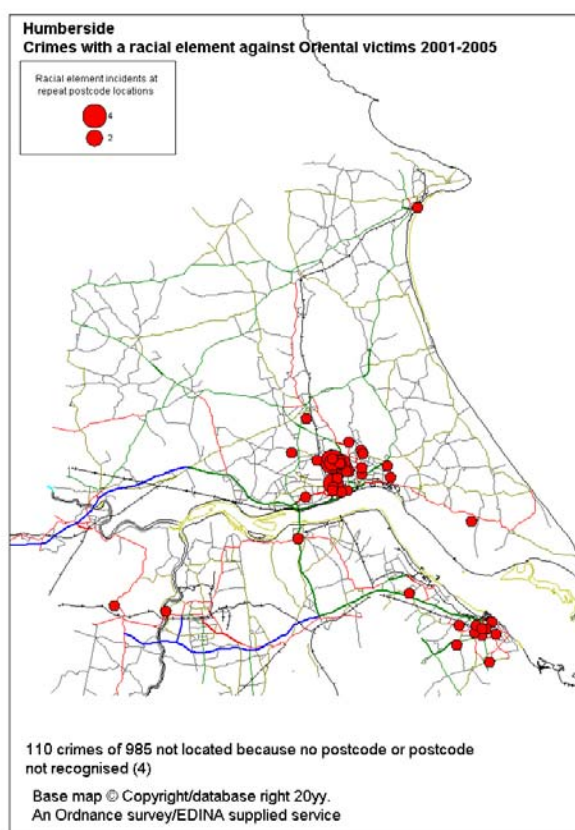 Humberside
Crimes with a racial element against Oriental victims 2001-2005
Racial element incidents at
repeat postcode locations
4
2
110 crimes of 985 not located because no postcode or postcode
not recognised (4)
Base map © Copyright/database right 20yy.
An Ordnance survey/EDINA supplied service